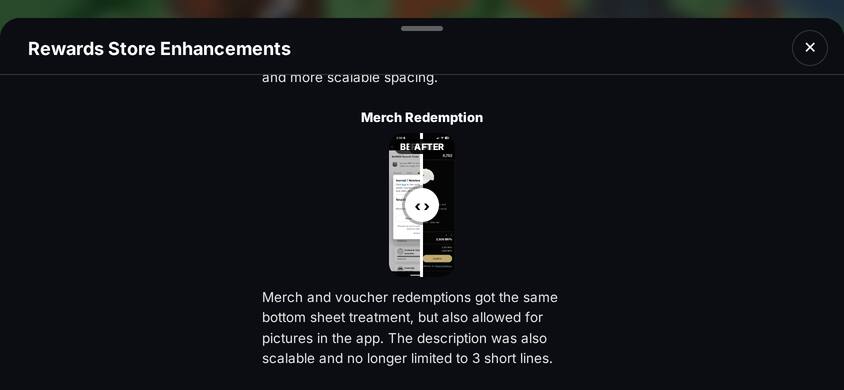 Rewards Store Enhancements
and more scalable spacing.
Merch Redemption
BE AFTER
Merch and voucher redemptions got the same
bottom sheet treatment, but also allowed for
pictures in the app. The description was also
scalable and no longer limited to 3 short lines.